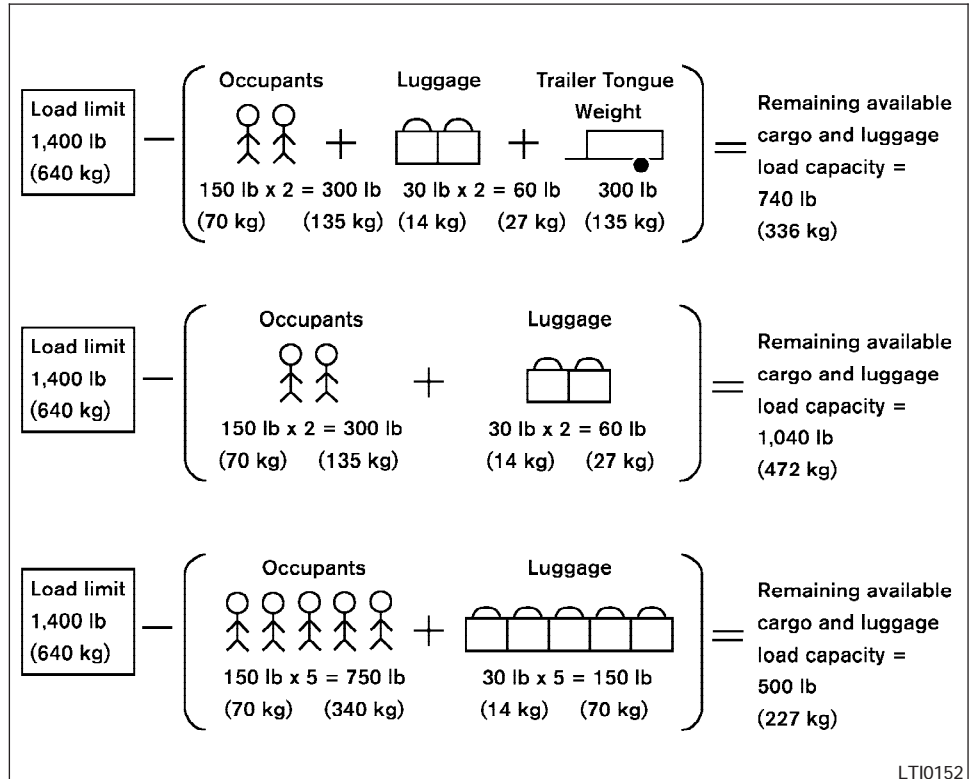 Occupants Luggage Trailer Tongue
Weight
Load limit
1,400 lb
(640 kg)
— ( + + ) =
150 lb x 2 = 300 lb 30 lb x 2 = 60 lb 300 lb
(70 kg) (135 kg) (14 kg) (27 kg) (135 kg)
Remaining available
cargo and luggage
load capacity =
740 lb
(336 kg)
Occupants Luggage
Load limit
1,400 lb
(640 kg)
— ( + ) =
150 lb x 2 = 300 lb 30 lb x 2 = 60 lb
(70 kg) (135 kg) (14 kg) (27 kg)
Remaining available
cargo and luggage
load capacity =
1,040 lb
(472 kg)
Occupants Luggage
Load limit
1,400 lb
(640 kg)
— ( + ) =
150 lb x 5 = 750 lb 30 lb x 5 = 150 lb
(70 kg) (340 kg) (14 kg) (70 kg)
Remaining available
cargo and luggage
load capacity =
500 lb
(227 kg)
LTI0152